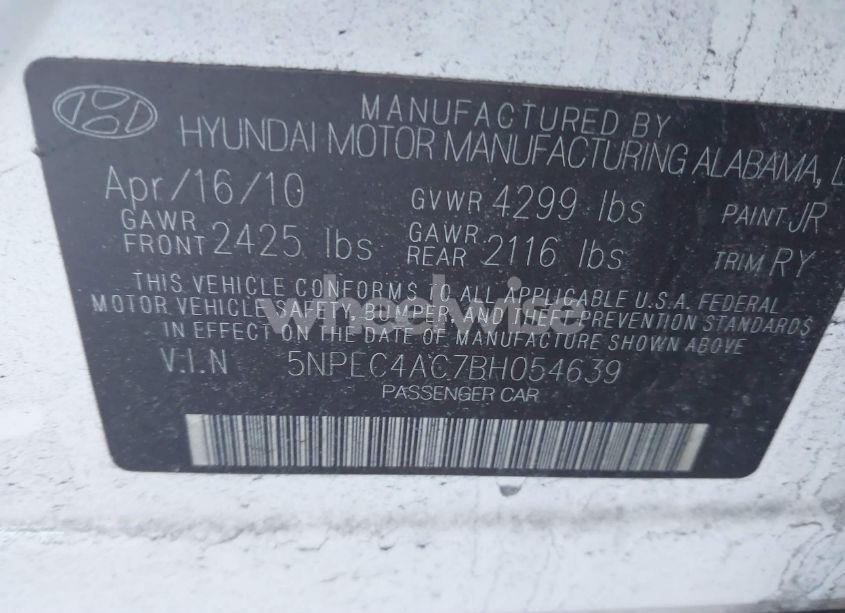 MANUFACTURED BY
HYUNDAI MOTOR MANUFACTURING ALABAMA, L
Apr/16/10 GVWR 4299 lbs PAINT JR
GAWR FRONT 2425 lbs GAWR REAR 2116 lbs TRIM RY
THIS VEHICLE CONFORMS TO ALL APPLICABLE U.S.A. FEDERAL
MOTOR VEHICLE SAFETY, BUMPER, AND THEFT PREVENTION STANDARDS
IN EFFECT ON THE DATE OF MANUFACTURE SHOWN ABOVE
wheelwise
V.I.N 5NPEC4AC7BH054639
PASSENGER CAR